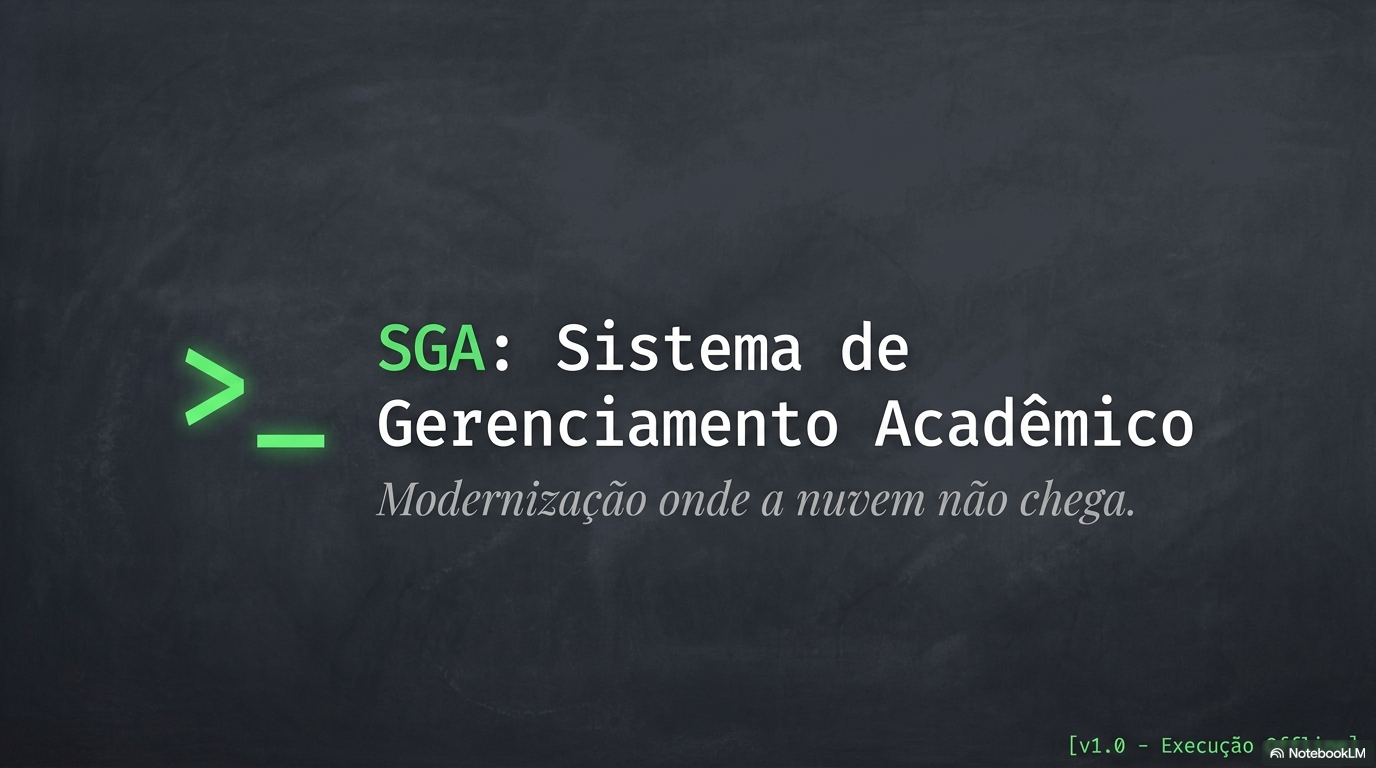 >_
SGA: Sistema de
Gerenciamento Acadêmico
Modernização onde a nuvem não chega.
[v1.0 - Execução
NotebookLM